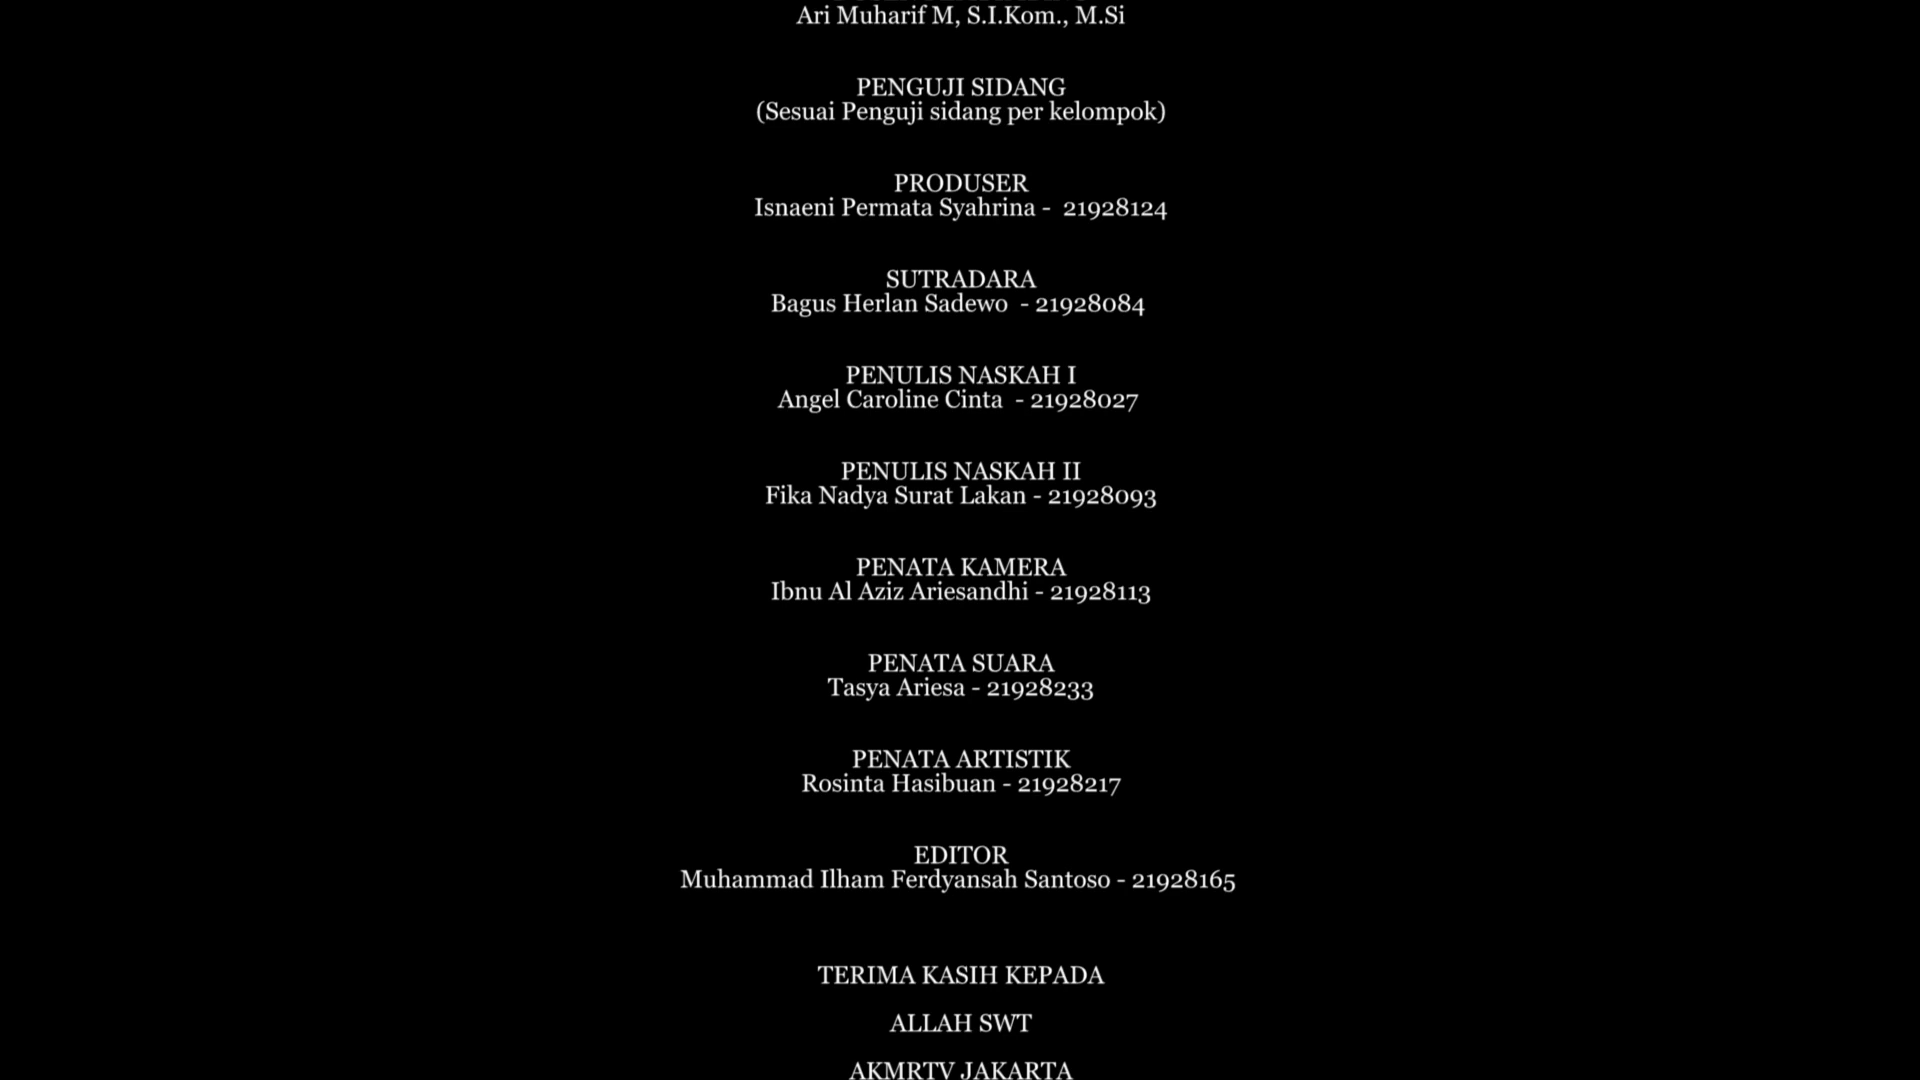 Ari Muharif M, S.I.Kom., M.Si
PENGUJI SIDANG
(Sesuai Penguji sidang per kelompok)
PRODUSER
Isnaeni Permata Syahrina -  21928124
SUTRADARA
Bagus Herlan Sadewo  - 21928084
PENULIS NASKAH I
Angel Caroline Cinta  - 21928027
PENULIS NASKAH II
Fika Nadya Surat Lakan - 21928093
PENATA KAMERA
Ibnu Al Aziz Ariesandhi - 21928113
PENATA SUARA
Tasya Ariesa - 21928233
PENATA ARTISTIK
Rosinta Hasibuan - 21928217
EDITOR
Muhammad Ilham Ferdyansah Santoso - 21928165
TERIMA KASIH KEPADA
ALLAH SWT
AKMRTV JAKARTA